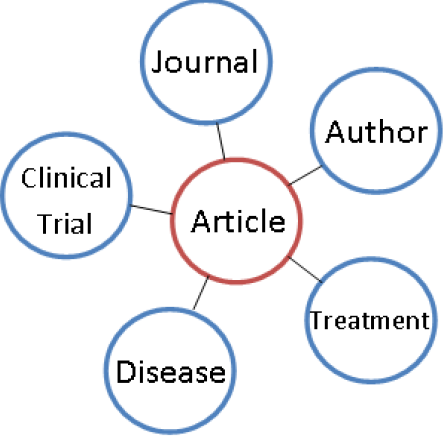 Journal
Author
Clinical
Trial
Article
Treatment
Disease